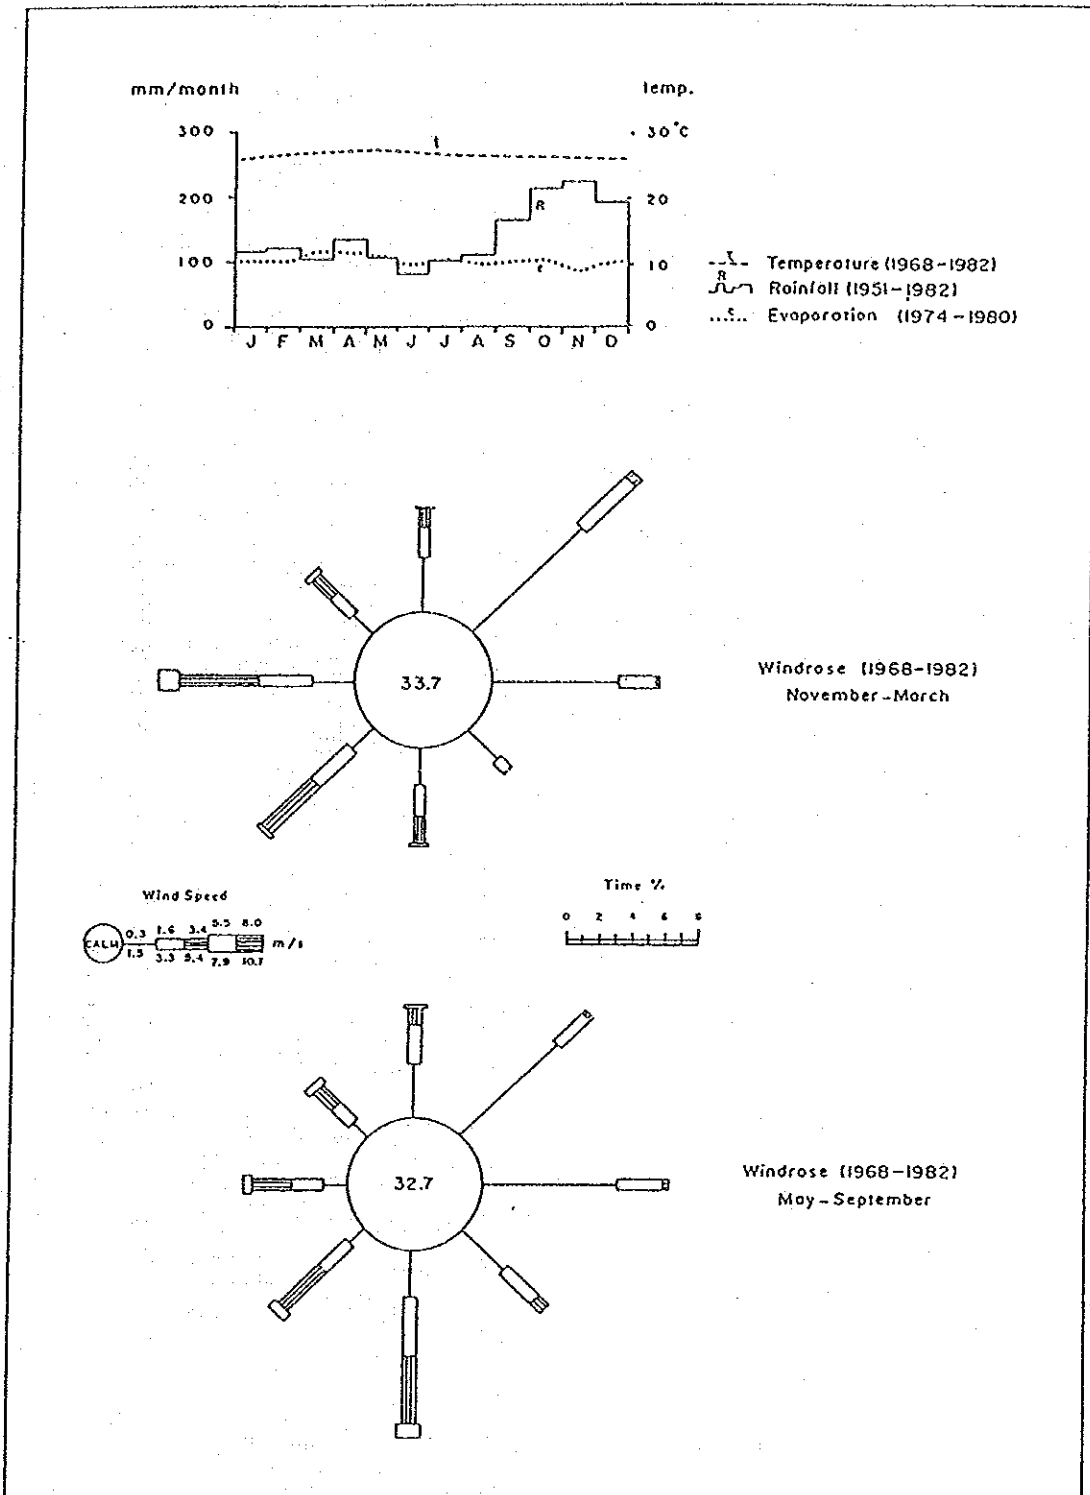 mm/month
temp.
300
30°C
t
200
20
R
100
10
t
0
0
J F M A M J J A S O N D
t Temperature (1968-1982)
R Rainfall (1951-1982)
Evaporation (1974-1980)
33.7
Windrose (1968-1982)
November-March
Wind Speed
CALM
0.3 1.6 3.4 5.5 8.0
1.5 3.3 5.4 7.9 10.7
m/s
Time %
0 2 4 6 8
32.7
Windrose (1968-1982)
May-September